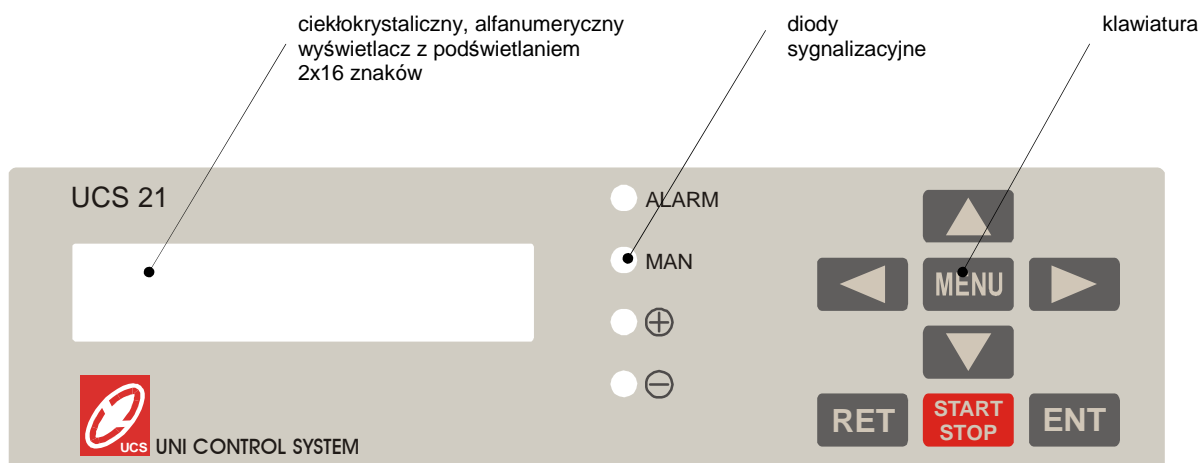 ciekłokrystaliczny, alfanumeryczny
wyświetlacz z podświetlaniem
2x16 znaków
diody
sygnalizacyjne
klawiatura
UCS 21
ALARM
MAN
MENU
RET
START
STOP
ENT
UCS
UNI CONTROL SYSTEM